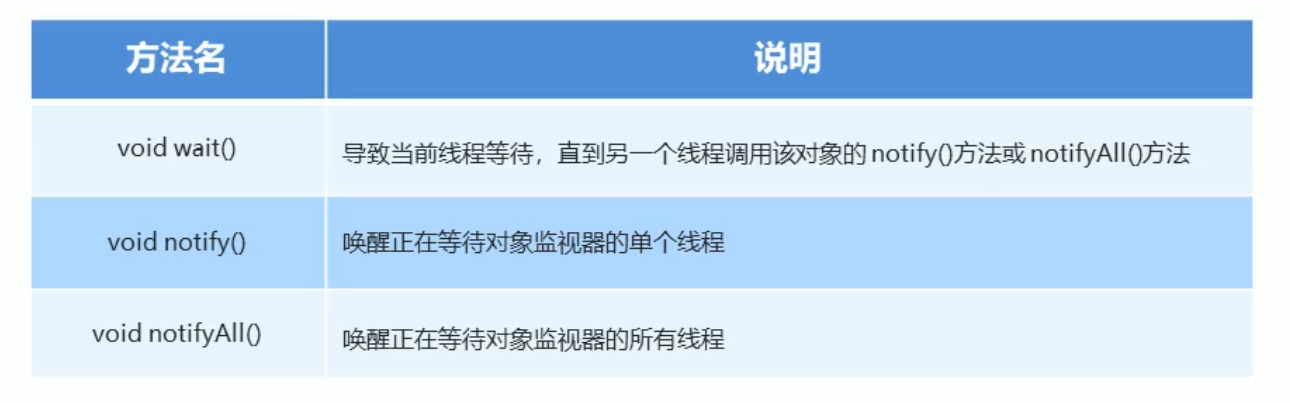 方法名 说明
void wait() 导致当前线程等待，直到另一个线程调用该对象的 notify()方法或 notifyAll()方法
void notify() 唤醒正在等待对象监视器的单个线程
void notifyAll() 唤醒正在等待对象监视器的所有线程